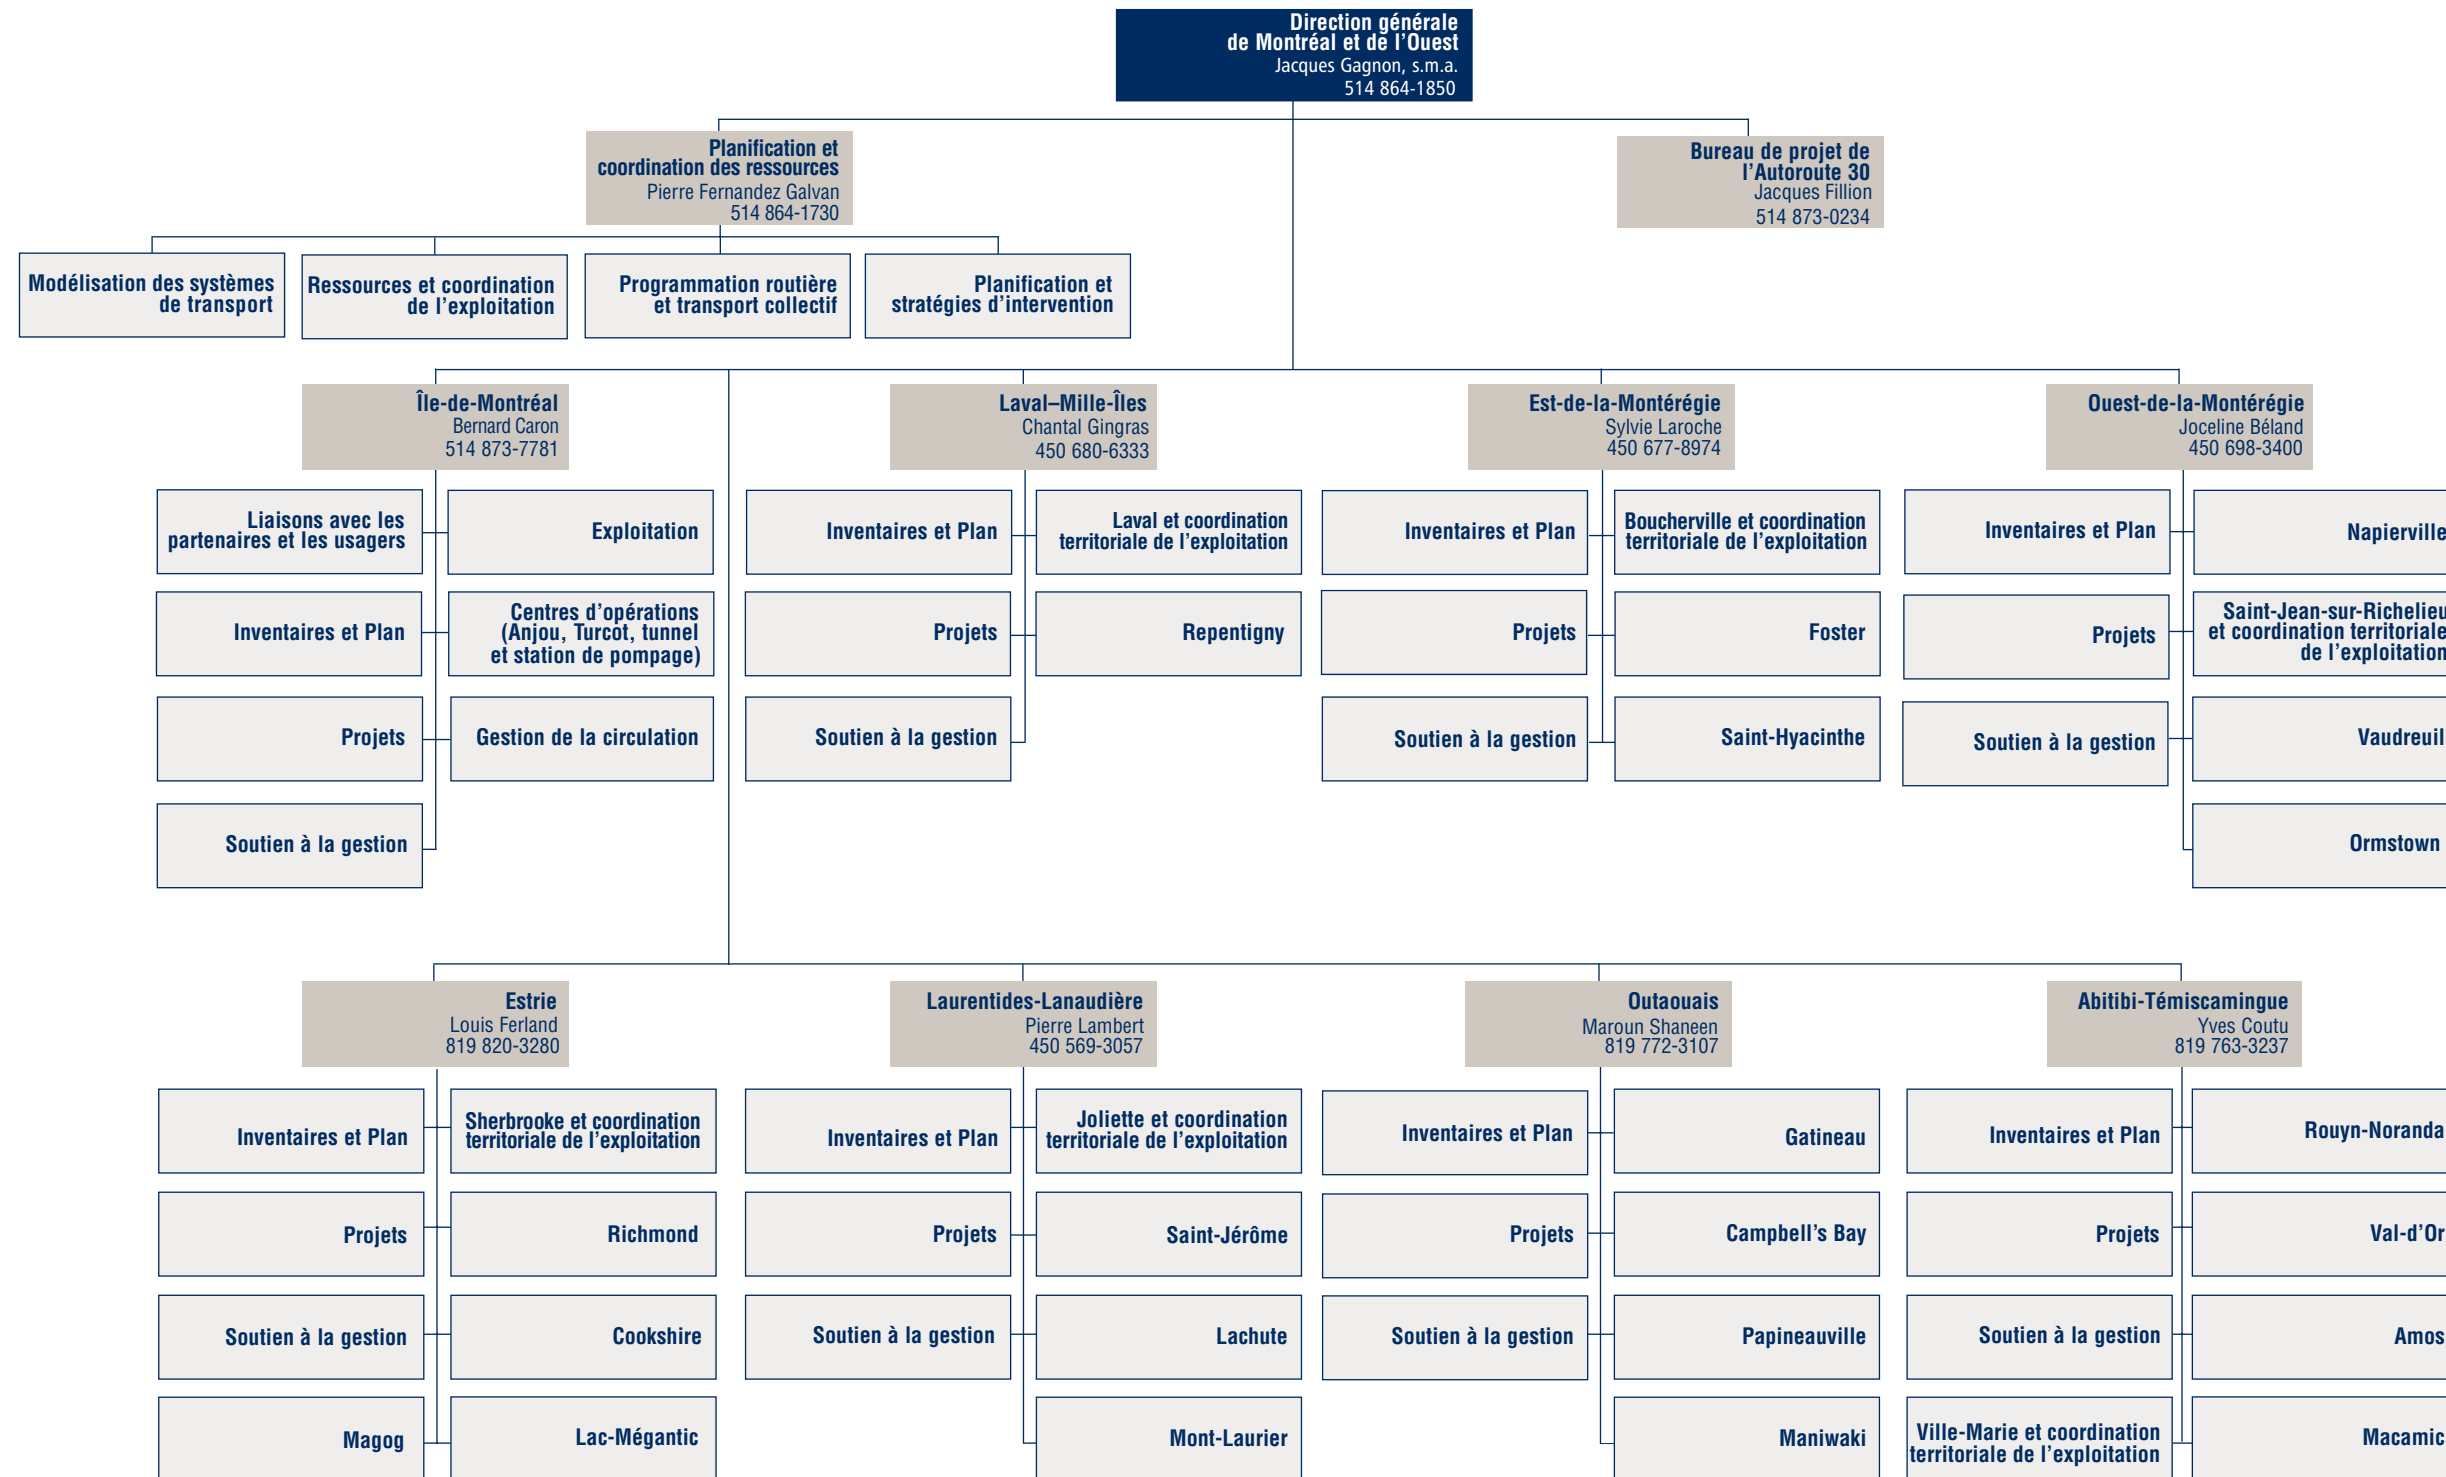 Direction générale
de Montréal et de l'Ouest
Jacques Gagnon, s.m.a.
514 864-1850
Planification et
coordination des ressources
Pierre Fernandez Galvan
514 864-1730
Bureau de projet de
l'Autoroute 30
Jacques Fillion
514 873-0234
Modélisation des systèmes
de transport
Ressources et coordination
de l'exploitation
Programmation routière
et transport collectif
Planification et
stratégies d'intervention
Île-de-Montréal
Bernard Caron
514 873-7781
Laval–Mille-Îles
Chantal Gingras
450 680-6333
Est-de-la-Montérégie
Sylvie Laroche
450 677-8974
Ouest-de-la-Montérégie
Joceline Béland
450 698-3400
Liaisons avec les
partenaires et les usagers
Exploitation
Inventaires et Plan
Laval et coordination
territoriale de l'exploitation
Inventaires et Plan
Boucherville et coordination
territoriale de l'exploitation
Inventaires et Plan
Napierville
Inventaires et Plan
Centres d'opérations
(Anjou, Turcot, tunnel
et station de pompage)
Projets
Repentigny
Projets
Foster
Projets
Saint-Jean-sur-Richelieu
et coordination territoriale
de l'exploitation
Projets
Gestion de la circulation
Soutien à la gestion
Soutien à la gestion
Saint-Hyacinthe
Soutien à la gestion
Vaudreuil
Soutien à la gestion
Ormstown
Estrie
Louis Ferland
819 820-3280
Laurentides-Lanaudière
Pierre Lambert
450 569-3057
Outaouais
Maroun Shaneen
819 772-3107
Abitibi-Témiscamingue
Yves Coutu
819 763-3237
Inventaires et Plan
Sherbrooke et coordination
territoriale de l'exploitation
Inventaires et Plan
Joliette et coordination
territoriale de l'exploitation
Inventaires et Plan
Gatineau
Inventaires et Plan
Rouyn-Noranda
Projets
Richmond
Projets
Saint-Jérôme
Projets
Campbell's Bay
Projets
Val-d'Or
Soutien à la gestion
Cookshire
Soutien à la gestion
Lachute
Soutien à la gestion
Papineauville
Soutien à la gestion
Amos
Magog
Lac-Mégantic
Mont-Laurier
Maniwaki
Ville-Marie et coordination
territoriale de l'exploitation
Macamic